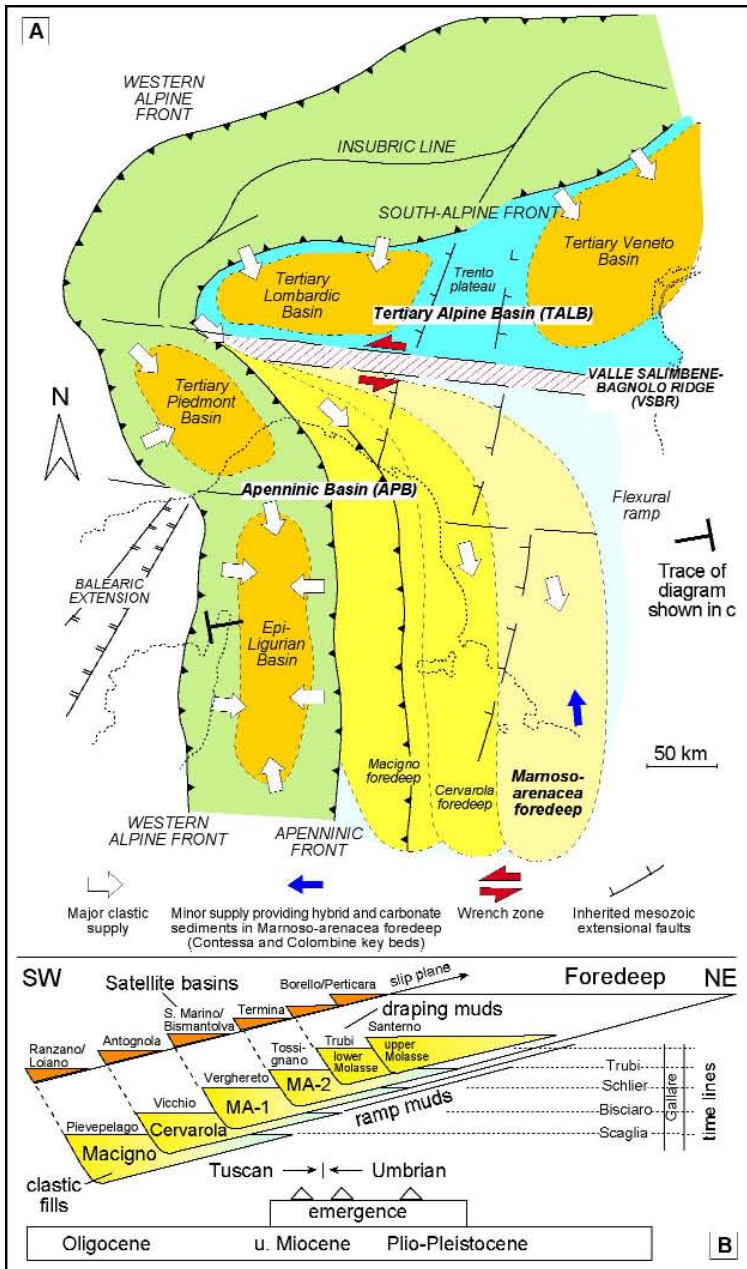 A
WESTERN
ALPINE
FRONT
INSUBRIC LINE
SOUTH-ALPINE FRONT
Tertiary Veneto
Basin
Tertiary
Lombardic
Basin
Trento
plateau
Tertiary Alpine Basin (TALB)
N
Tertiary
Piedmont
Basin
VALLE SALIMBENE-
BAGNOLO RIDGE
(VSBR)
Apenninic Basin (APB)
Flexural
ramp
BALEARIC
EXTENSION
Trace of
diagram
shown in c
Epi-
Ligurian
Basin
50 km
Macigno
foredeep
Cervarola
foredeep
Marnoso-
arenacea
foredeep
WESTERN
ALPINE FRONT
APENNINIC
FRONT
Major clastic
supply
Minor supply providing hybrid and carbonate
sediments in Marnoso-arenacea foredeep
(Contessa and Colombine key beds)
Wrench zone
Inherited mesozoic
extensional faults
SW
Foredeep
NE
Satellite basins
Borello/Perticara
slip plane
Ranzano/
Loiano
Antognola
S. Marino/
Bismantolva
Termina
draping muds
Tossi-
gnano
Trubi
lower
Molasse
Santerno
upper
Molasse
Pievepelago
Macigno
Vicchio
Cervarola
Verghereto
MA-1
MA-2
ramp muds
Trubi
Schlier
Bisciaro
Scaglia
Gallare
time lines
clastic
fills
Tuscan
Umbrian
emergence
Oligocene
u. Miocene
Plio-Pleistocene
B